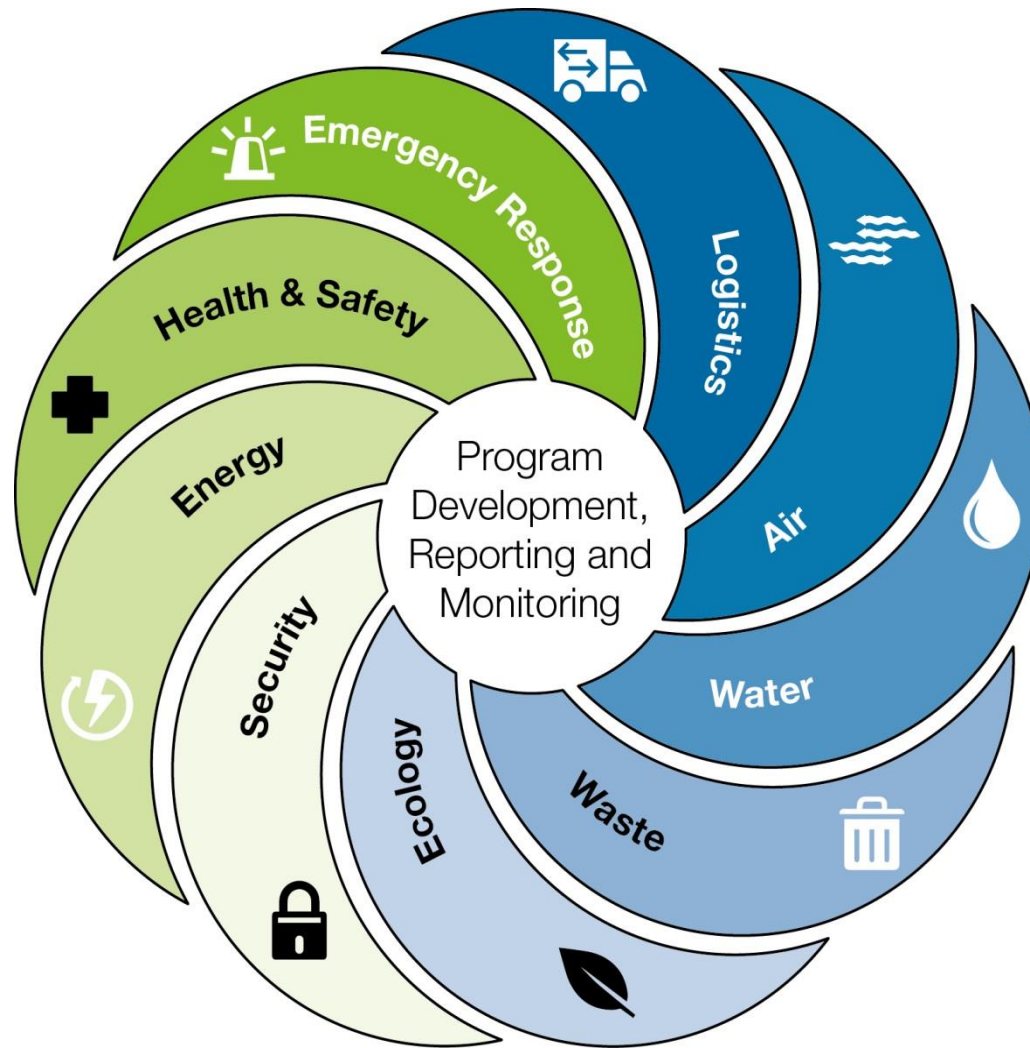 Emergency Response
Logistics
Air
Water
Waste
Ecology
Security
Energy
Health & Safety
Program
Development,
Reporting and
Monitoring